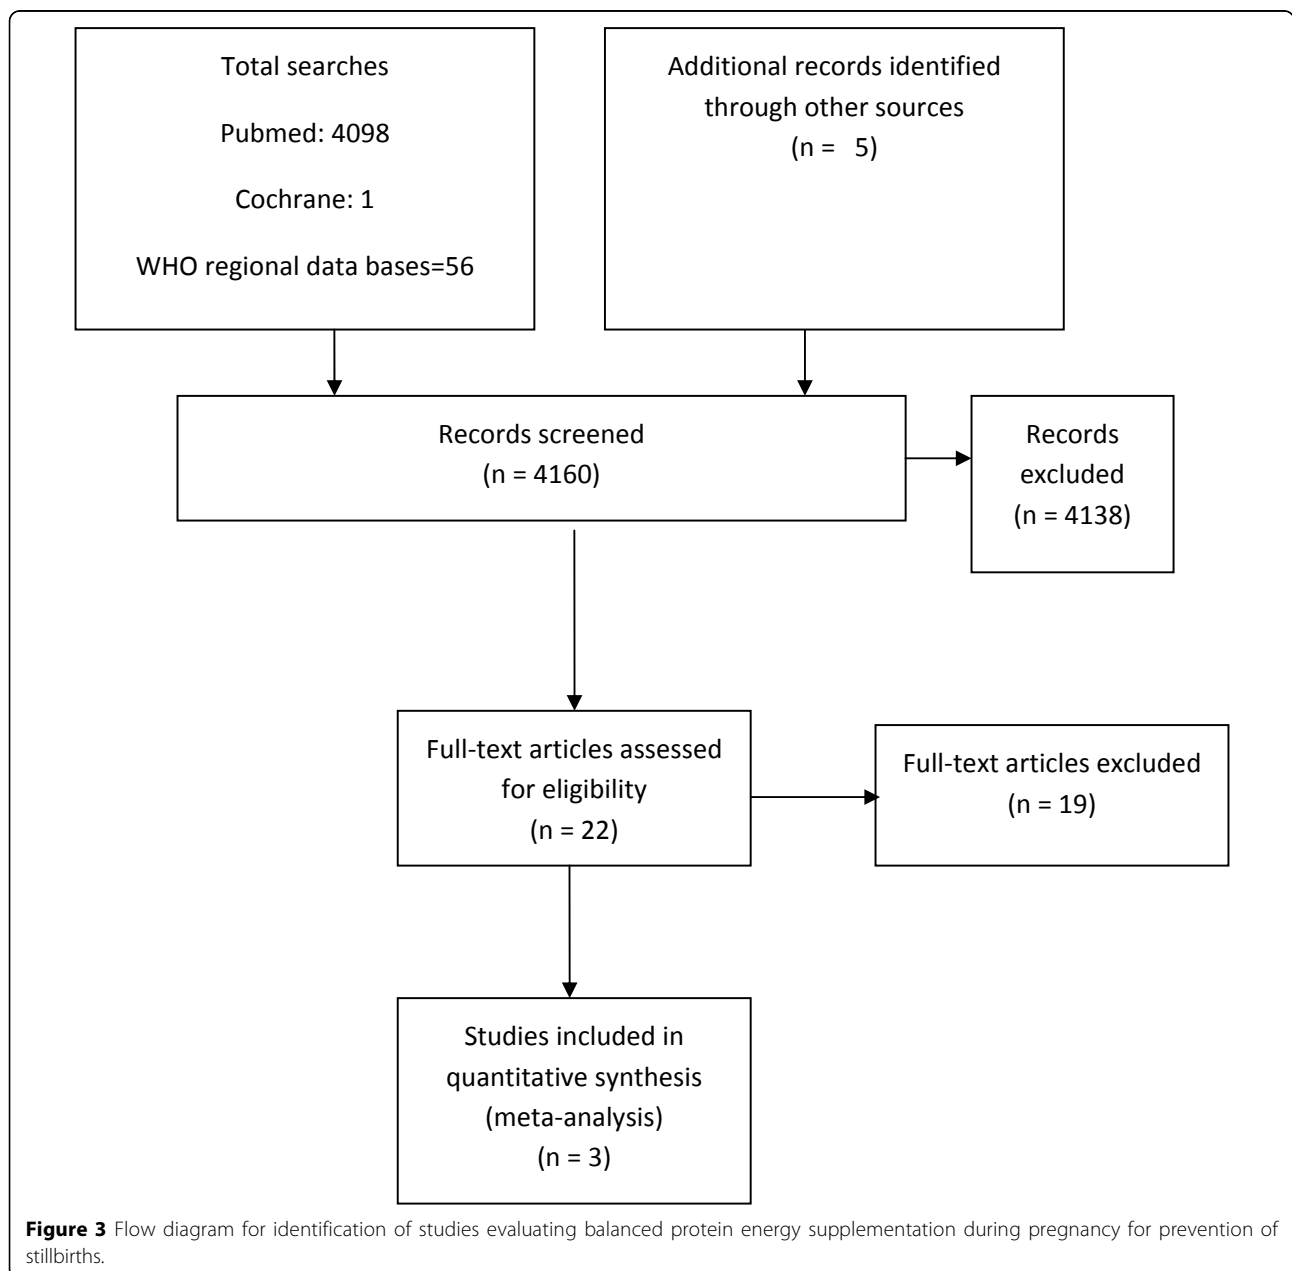 Total searches
Pubmed: 4098
Cochrane: 1
WHO regional data bases=56
Additional records identified
through other sources
(n =   5)
Records screened
(n = 4160)
Records
excluded
(n = 4138)
Full-text articles assessed
for eligibility
(n = 22)
Full-text articles excluded
(n = 19)
Studies included in
quantitative synthesis
(meta-analysis)
(n = 3)
Figure 3 Flow diagram for identification of studies evaluating balanced protein energy supplementation during pregnancy for prevention of
stillbirths.